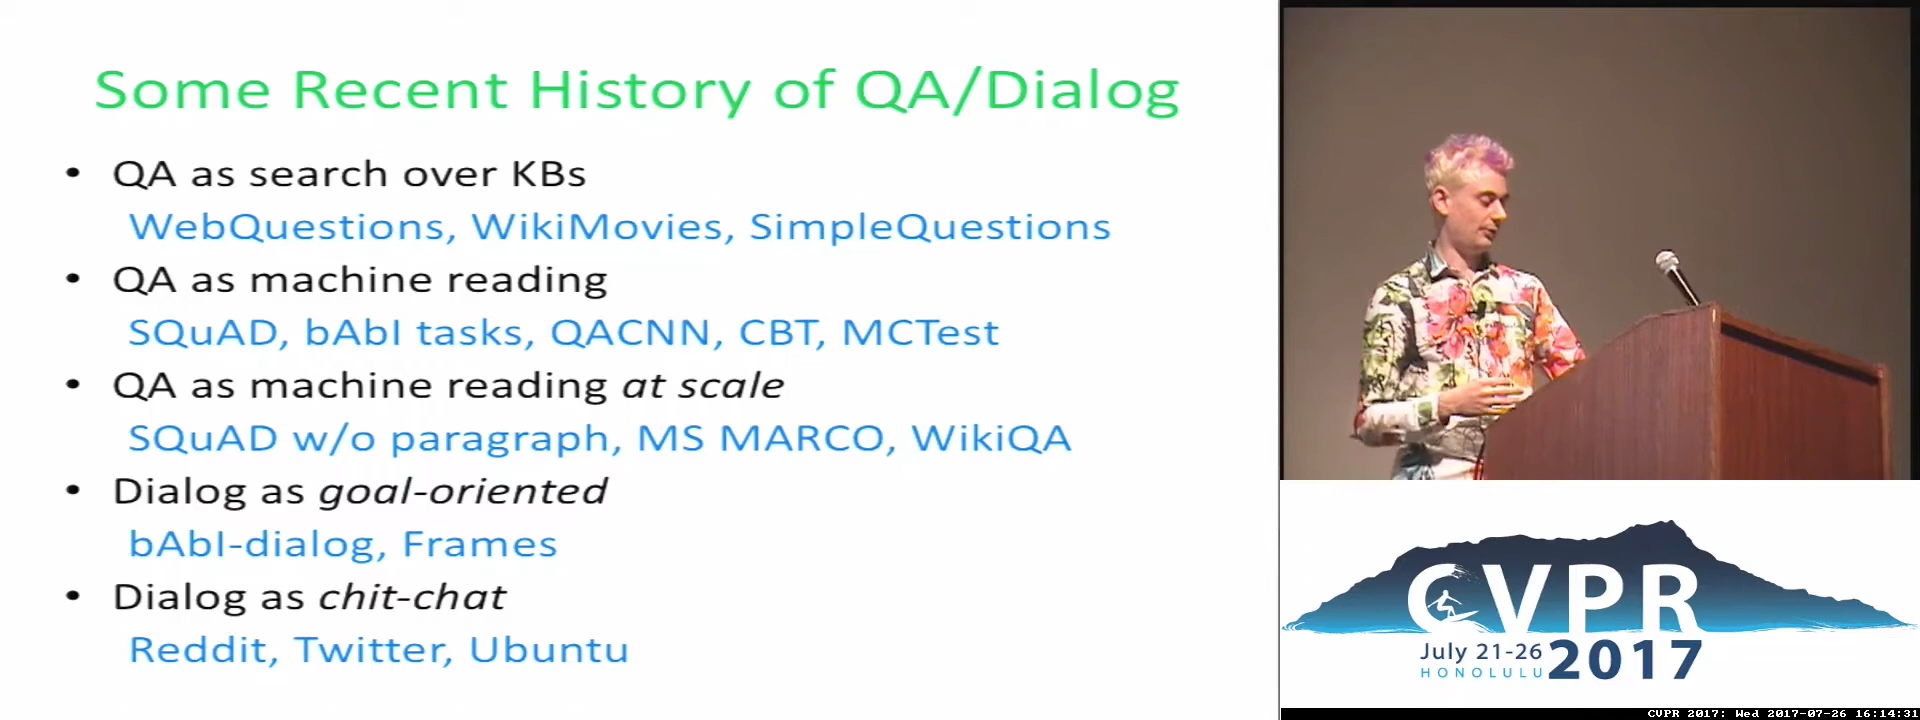 Some Recent History of QA/Dialog
• QA as search over KBs
WebQuestions, WikiMovies, SimpleQuestions
• QA as machine reading
SQuAD, bAbI tasks, QACNN, CBT, MCTest
• QA as machine reading at scale
SQuAD w/o paragraph, MS MARCO, WikiQA
• Dialog as goal-oriented
bAbI-dialog, Frames
• Dialog as chit-chat
Reddit, Twitter, Ubuntu
CVPR
July 21-26
HONOLULU
2017
CVPR 2017: Wed 2017-07-26 16:14:31